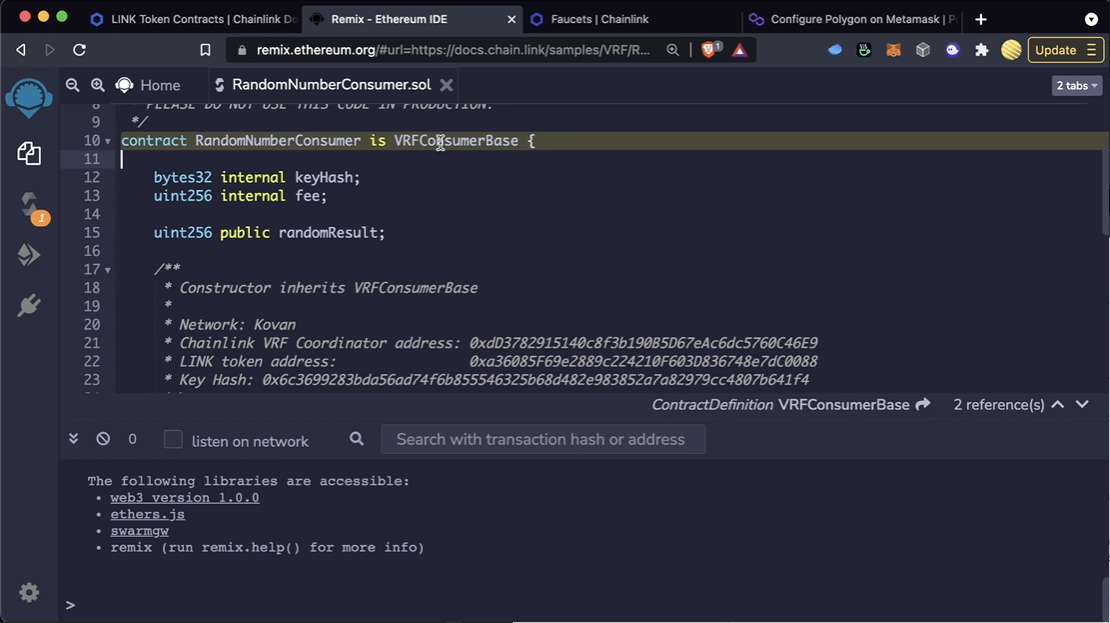 LINK Token Contracts | Chainlink Do
Remix - Ethereum IDE
Faucets | Chainlink
Configure Polygon on Metamask | P
remix.ethereum.org/#url=https://docs.chain.link/samples/VRF/R...
1
Update
Home
RandomNumberConsumer.sol
2 tabs
8 * PLEASE DO NOT USE THIS CODE IN PRODUCTION.
9 */
10 contract RandomNumberConsumer is VRFConsumerBase {
11
12 bytes32 internal keyHash;
13 uint256 internal fee;
14
15 uint256 public randomResult;
16
17 /**
18 * Constructor inherits VRFConsumerBase
19 *
20 * Network: Kovan
21 * Chainlink VRF Coordinator address: 0xdD3782915140c8f3b190B5D67eAc6dc5760C46E9
22 * LINK token address: 0xa36085F69e2889c224210F603D836748e7dC0088
23 * Key Hash: 0x6c3699283bda56ad74f6b855546325b68d482e983852a7a82979cc4807b641f4
1
ContractDefinition VRFConsumerBase 2 reference(s)
0 listen on network Search with transaction hash or address
The following libraries are accessible:
• web3 version 1.0.0
• ethers.js
• swarmgw
• remix (run remix.help() for more info)
>